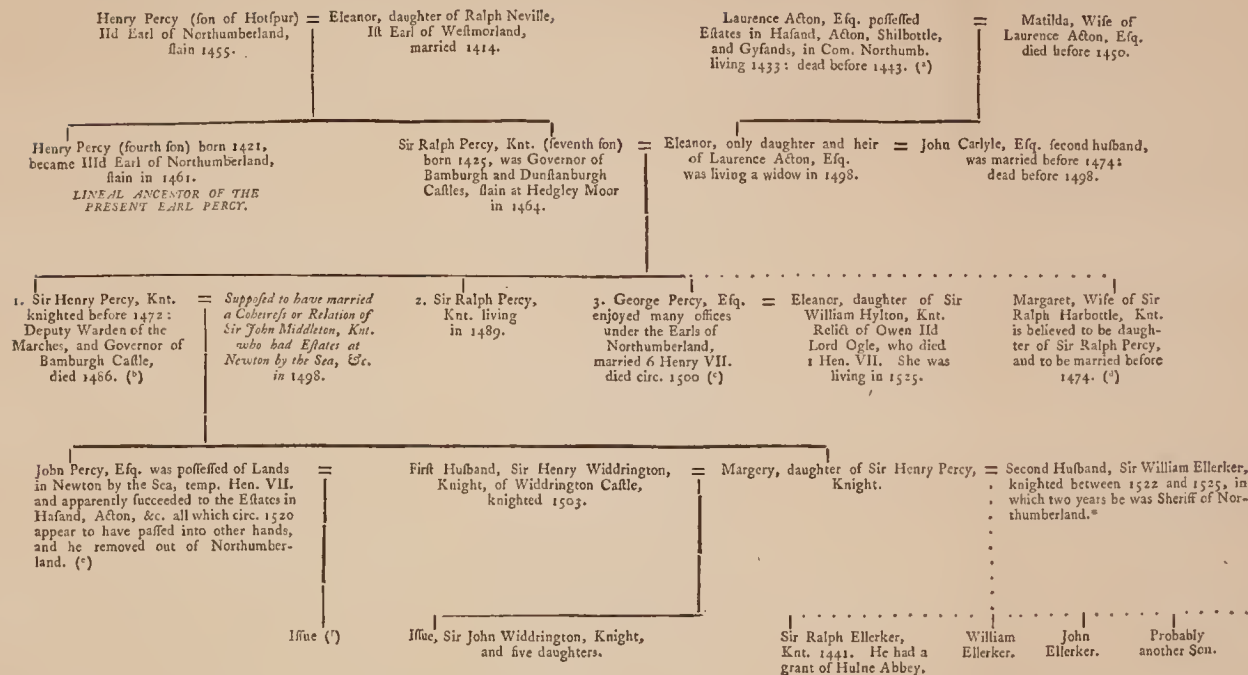 Henry Percy (ſon of Hotſpur)
IId Earl of Northumberland,
ſlain 1455.
=
Eleanor, daughter of Ralph Neville,
Iſt Earl of Weſtmorland,
married 1414.
Laurence Acton, Eſq. poſſeſſed
Eſtates in Haſand, Acton, Shilbottle,
and Gyſands, in Com. Northumb.
living 1433: dead before 1443. (a)
=
Matilda, Wife of
Laurence Acton, Eſq.
died before 1450.
Henry Percy (fourth ſon) born 1421,
became IIId Earl of Northumberland,
ſlain in 1461.
LINEAL ANCESTOR OF THE
PRESENT EARL PERCY.
Sir Ralph Percy, Knt. (ſeventh ſon)
born 1425, was Governor of
Bamburgh and Dunſtanburgh
Caſtles, ſlain at Hedgley Moor
in 1464.
=
Eleanor, only daughter and heir
of Laurence Acton, Eſq.
was living a widow in 1498.
=
John Carlyle, Eſq. ſecond huſband,
was married before 1474:
dead before 1498.
1. Sir Henry Percy, Knt.
knighted before 1472:
Deputy Warden of the
Marches, and Governor of
Bamburgh Caſtle,
died 1486. (b)
=
Suppoſed to have married
a Coheireſs or Relation of
Sir John Middleton, Knt.
who had Eſtates at
Newton by the Sea, &c.
in 1498.
2. Sir Ralph Percy,
Knt. living
in 1489.
3. George Percy, Eſq.
enjoyed many offices
under the Earls of
Northumberland,
married 6 Henry VII.
died circ. 1500 (c)
=
Eleanor, daughter of Sir
William Hylton, Knt.
Relict of Owen IId
Lord Ogle, who died
1 Hen. VII. She was
living in 1525.
Margaret, Wife of Sir
Ralph Harbottle, Knt.
is believed to be daugh-
ter of Sir Ralph Percy,
and to be married before
1474. (d)
John Percy, Eſq. was poſſeſſed of Lands
in Newton by the Sea, temp. Hen. VII.
and apparently ſucceeded to the Eſtates in
Haſand, Acton, &c. all which circ. 1520
appear to have paſſed into other hands,
and he removed out of Northumber-
land. (e)
=
Firſt Huſband, Sir Henry Widdrington,
Knight, of Widdrington Caſtle,
knighted 1503.
=
Margery, daughter of Sir Henry Percy,
Knight.
=
Second Huſband, Sir William Ellerker,
knighted between 1522 and 1525, in
which two years be was Sheriff of Nor-
thumberland.*
Iſſue (f)
Iſſue, Sir John Widdrington, Knight,
and five daughters.
Sir Ralph Ellerker,
Knt. 1441. He had a
grant of Hulne Abbey.
William
Ellerker.
John
Ellerker.
Probably
another Son.